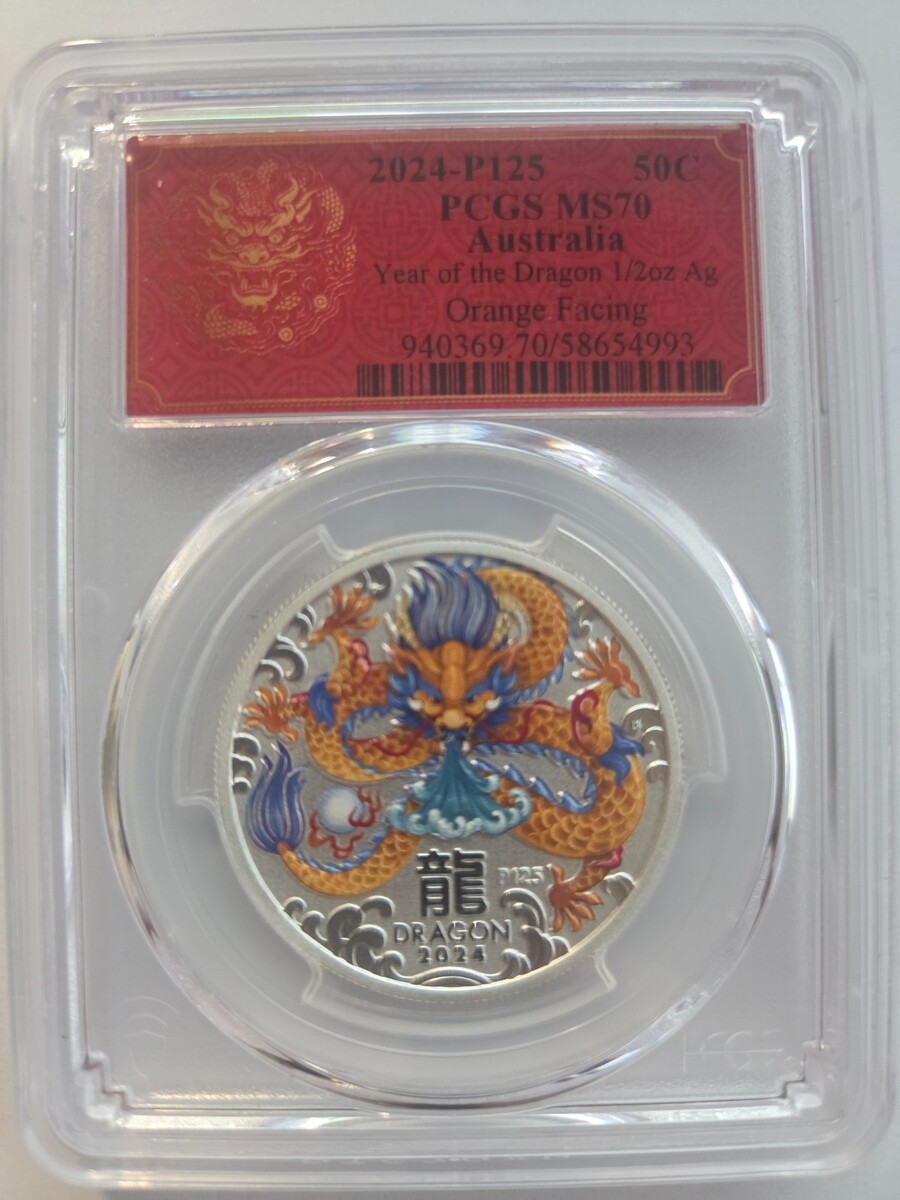 2024-P125 50C
PCGS MS70
Australia
Year of the Dragon 1/2oz Ag
Orange Facing
940369.70/58654993
龍
P125
DRAGON
2024
PCGS